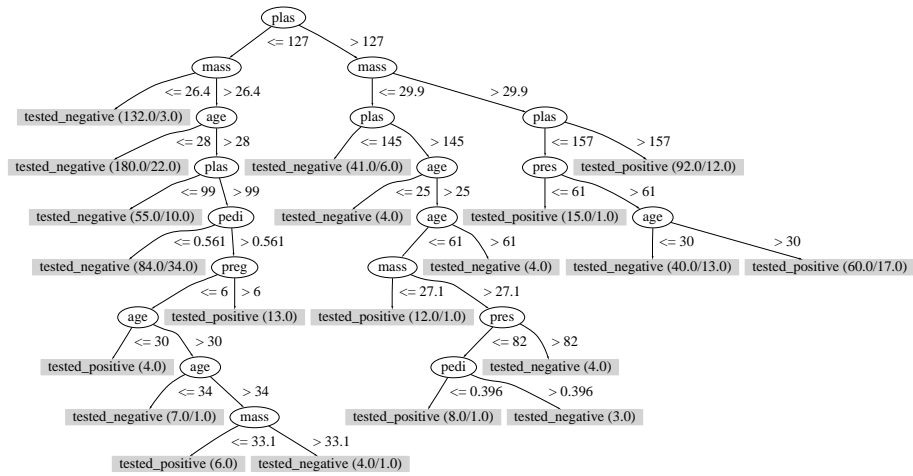 plas
<= 127 > 127
mass mass
<= 26.4 > 26.4 <= 29.9 > 29.9
tested_negative (132.0/3.0) age plas plas
<= 28 > 28 <= 145 > 145 <= 157 > 157
tested_negative (180.0/22.0) plas tested_negative (41.0/6.0) age pres tested_positive (92.0/12.0)
<= 99 > 99 <= 25 > 25 <= 61 > 61
tested_negative (55.0/10.0) pedi tested_negative (4.0) age tested_positive (15.0/1.0) age
<= 0.561 > 0.561 <= 61 > 61 <= 30 > 30
tested_negative (84.0/34.0) preg mass tested_negative (4.0) tested_negative (40.0/13.0) tested_positive (60.0/17.0)
<= 6 > 6 <= 27.1 > 27.1
age tested_positive (13.0) tested_positive (12.0/1.0) pres
<= 30 > 30 <= 82 > 82
tested_positive (4.0) age pedi tested_negative (4.0)
<= 34 > 34 <= 0.396 > 0.396
tested_negative (7.0/1.0) mass tested_positive (8.0/1.0) tested_negative (3.0)
<= 33.1 > 33.1
tested_positive (6.0) tested_negative (4.0/1.0)